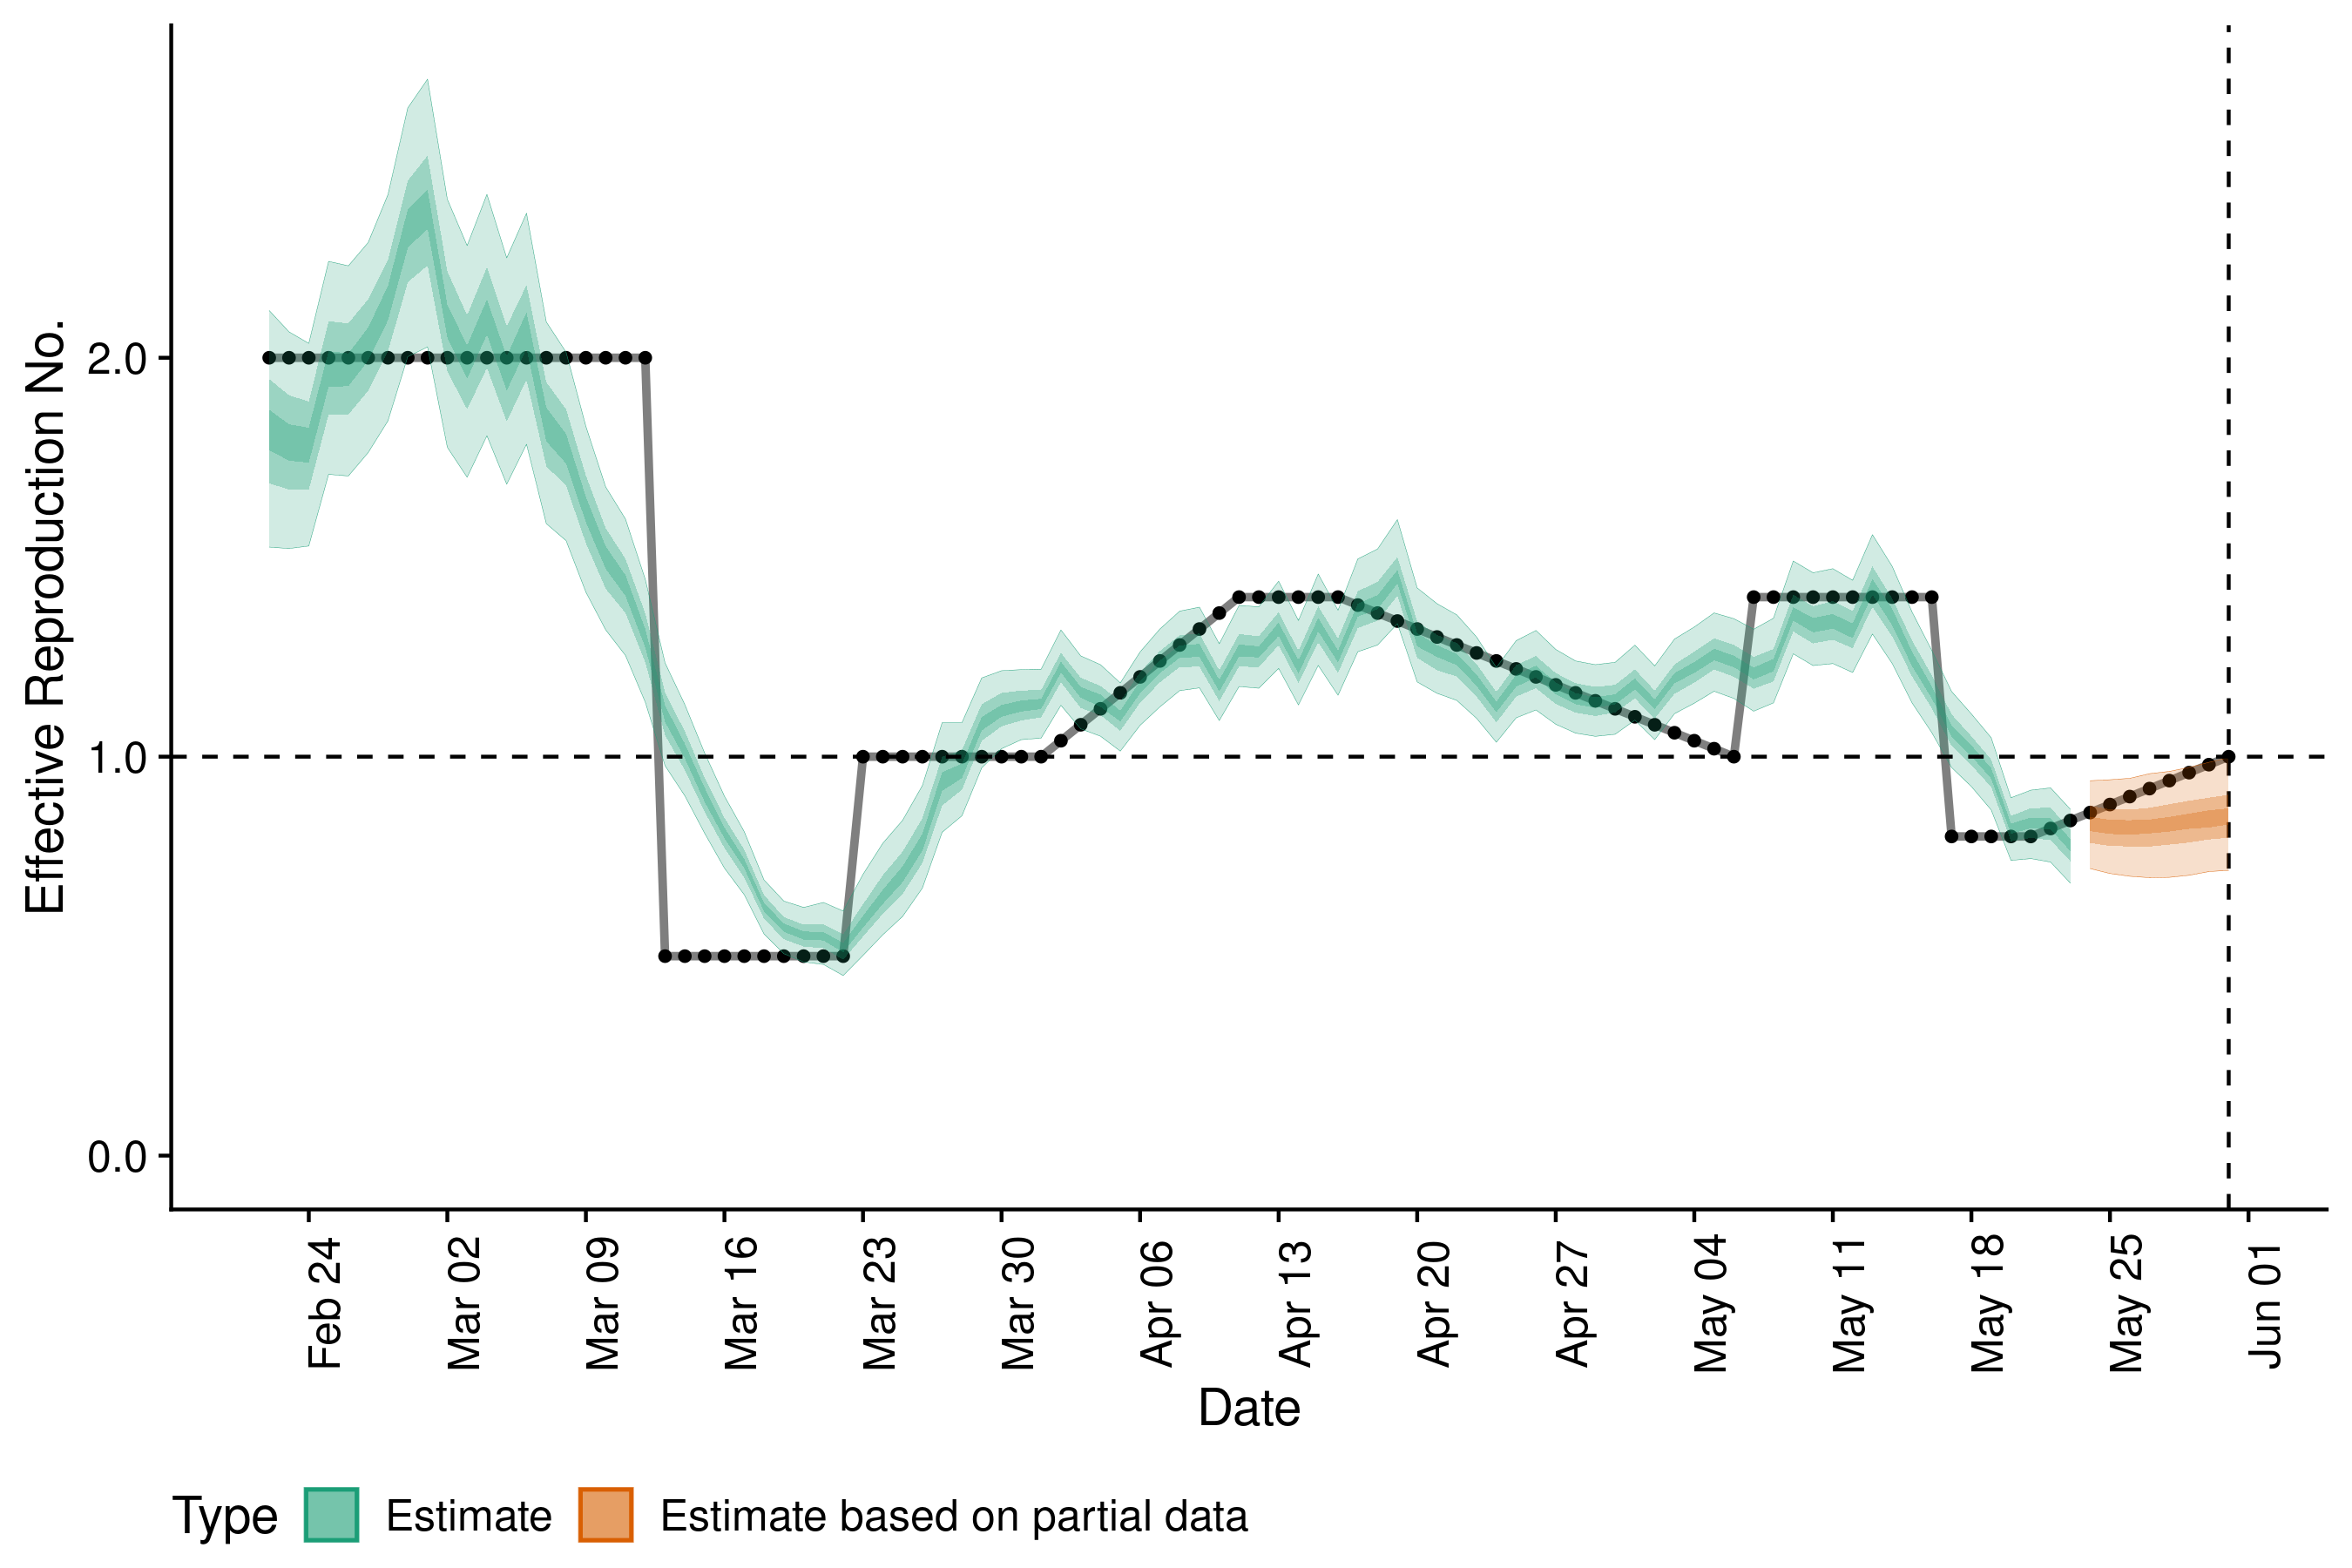 Effective Reproduction No.
2.0
1.0
0.0
Feb 24
Mar 02
Mar 09
Mar 16
Mar 23
Mar 30
Apr 06
Apr 13
Apr 20
Apr 27
May 04
May 11
May 18
May 25
Jun 01
Date
Type Estimate Estimate based on partial data